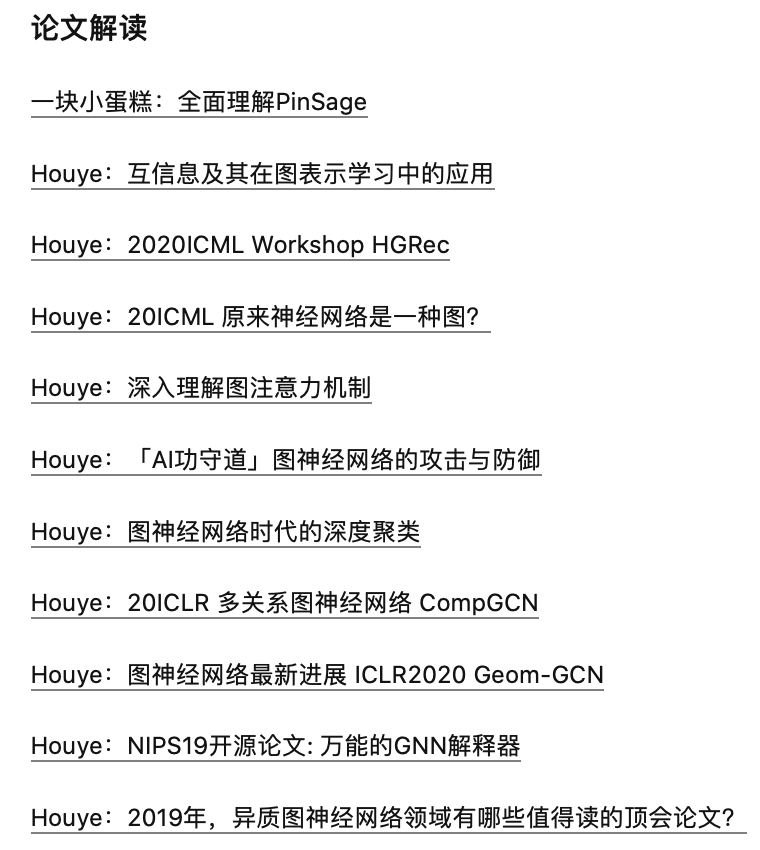 论文解读
一块小蛋糕：全面理解PinSage
Houye：互信息及其在图表示学习中的应用
Houye：2020ICML Workshop HGRec
Houye：20ICML 原来神经网络是一种图？
Houye：深入理解图注意力机制
Houye：「AI功守道」图神经网络的攻击与防御
Houye：图神经网络时代的深度聚类
Houye：20ICLR 多关系图神经网络 CompGCN
Houye：图神经网络最新进展 ICLR2020 Geom-GCN
Houye：NIPS19开源论文: 万能的GNN解释器
Houye：2019年，异质图神经网络领域有哪些值得读的顶会论文？